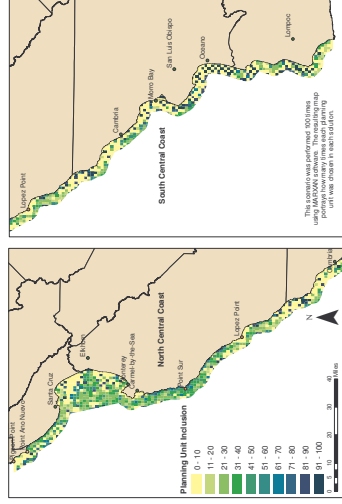 Lopez Point
Cambria
Morro Bay
San Luis Obispo
Oceano
Lompoc
South Central Coast
This scenario was performed 100 times
using MARXAN software. The resulting map
portrays how many times each planning
unit was chosen in each solution.
Point Ano Nuevo
Santa Cruz
Elkhorn
Monterey
Carmel-by-the-Sea
North Central Coast
Point Sur
Lopez Point
Cambria
N
Planning Unit Inclusion
0 - 10
11 - 20
21 - 30
31 - 40
41 - 50
51 - 60
61 - 70
71 - 80
81 - 90
91 - 100
0 5 10 20 30 40
Miles